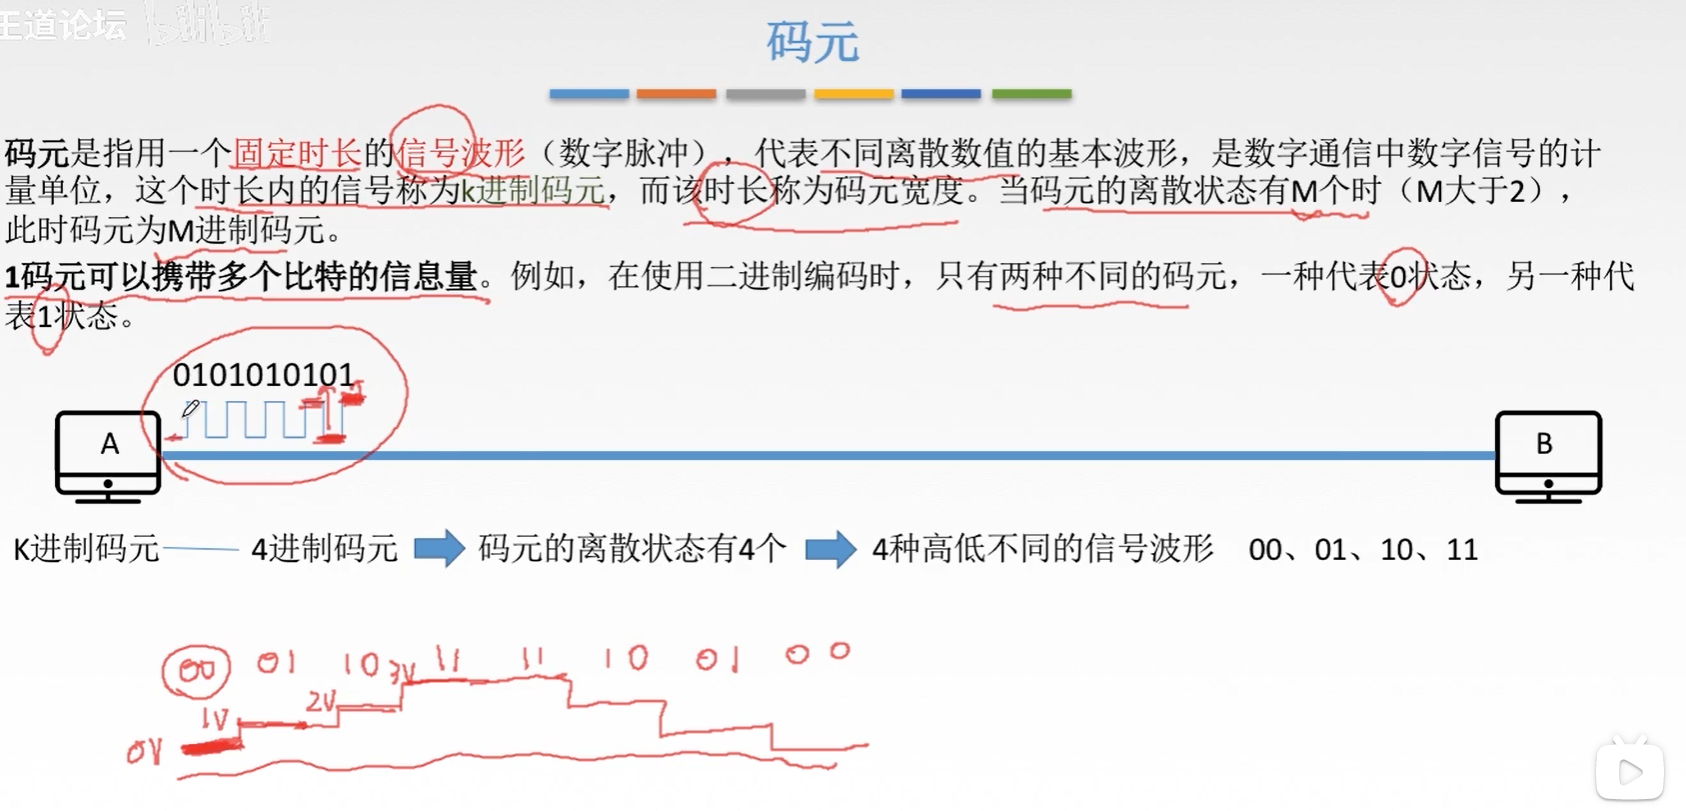 王道论坛 bilibili
码元
码元是指用一个固定时长的信号波形（数字脉冲），代表不同离散数值的基本波形，是数字通信中数字信号的计
量单位，这个时长内的信号称为k进制码元，而该时长称为码元宽度。当码元的离散状态有M个时（M大于2），
此时码元为M进制码元。
1码元可以携带多个比特的信息量。例如，在使用二进制编码时，只有两种不同的码元，一种代表0状态，另一种代
表1状态。
0101010101
A
B
K进制码元 4进制码元 码元的离散状态有4个 4种高低不同的信号波形 00、01、10、11
00 01 10 11 11 10 01 00
3V
2V
1V
0V